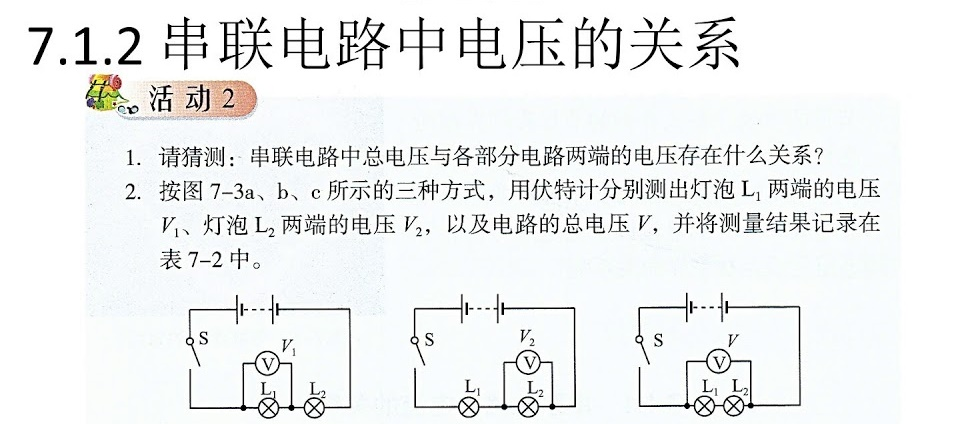 7.1.2 串联电路中电压的关系
活动 2
1. 请猜测：串联电路中总电压与各部分电路两端的电压存在什么关系？
2. 按图 7-3a、b、c 所示的三种方式，用伏特计分别测出灯泡 L₁ 两端的电压
V₁、灯泡 L₂ 两端的电压 V₂，以及电路的总电压 V，并将测量结果记录在
表 7-2 中。
S V₁ V L₁ L₂
S V₂ V L₁ L₂
S V V L₁ L₂